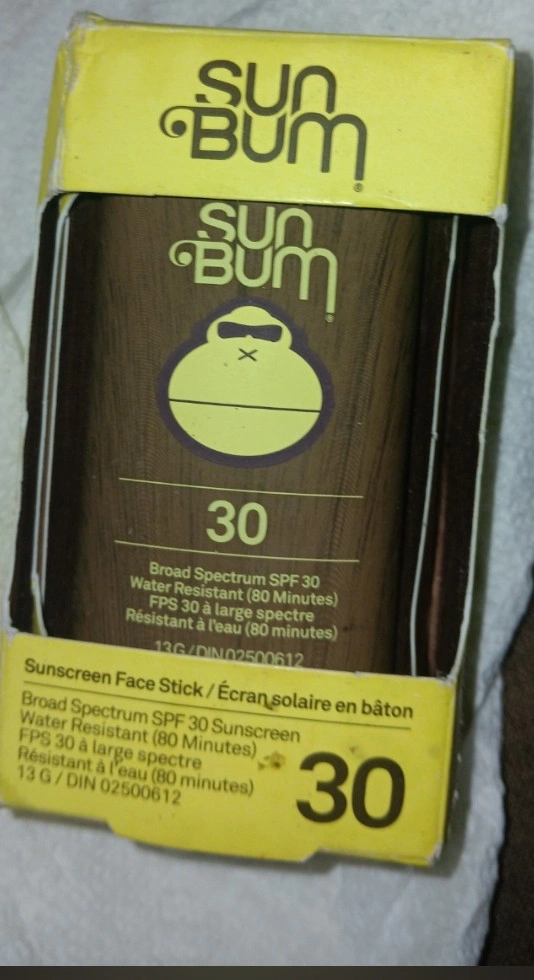 SUN
BUM®
SUN
BUM®
30
Broad Spectrum SPF 30
Water Resistant (80 Minutes)
FPS 30 à large spectre
Résistant à l'eau (80 minutes)
13 G / DIN 02500612
Sunscreen Face Stick / Écran solaire en bâton
Broad Spectrum SPF 30 Sunscreen
Water Resistant (80 Minutes)
FPS 30 à large spectre
Résistant à l'eau (80 minutes)
13 G / DIN 02500612
30